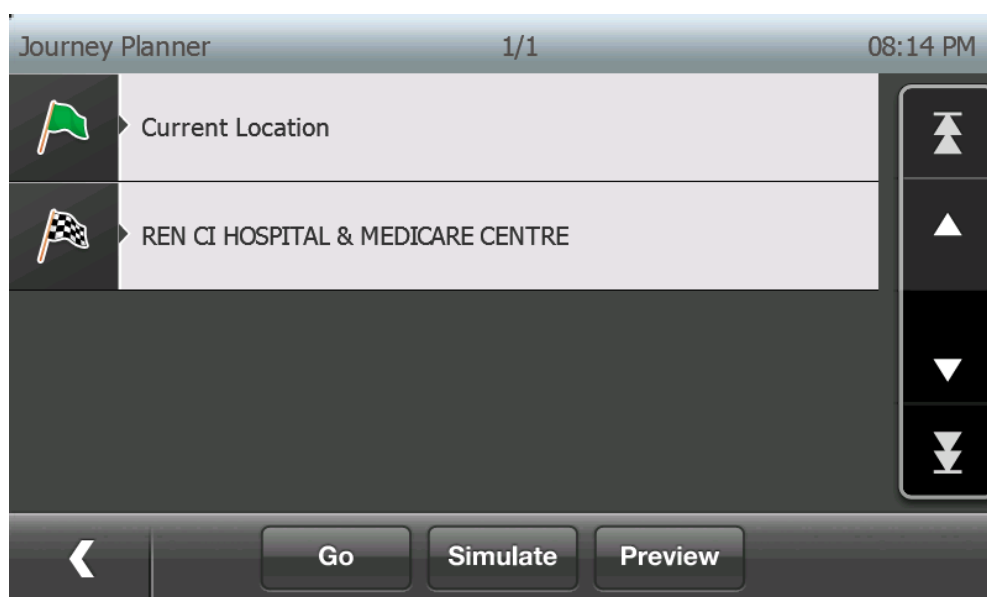 Journey Planner 1/1 08:14 PM
Current Location
REN CI HOSPITAL & MEDICARE CENTRE
Go Simulate Preview